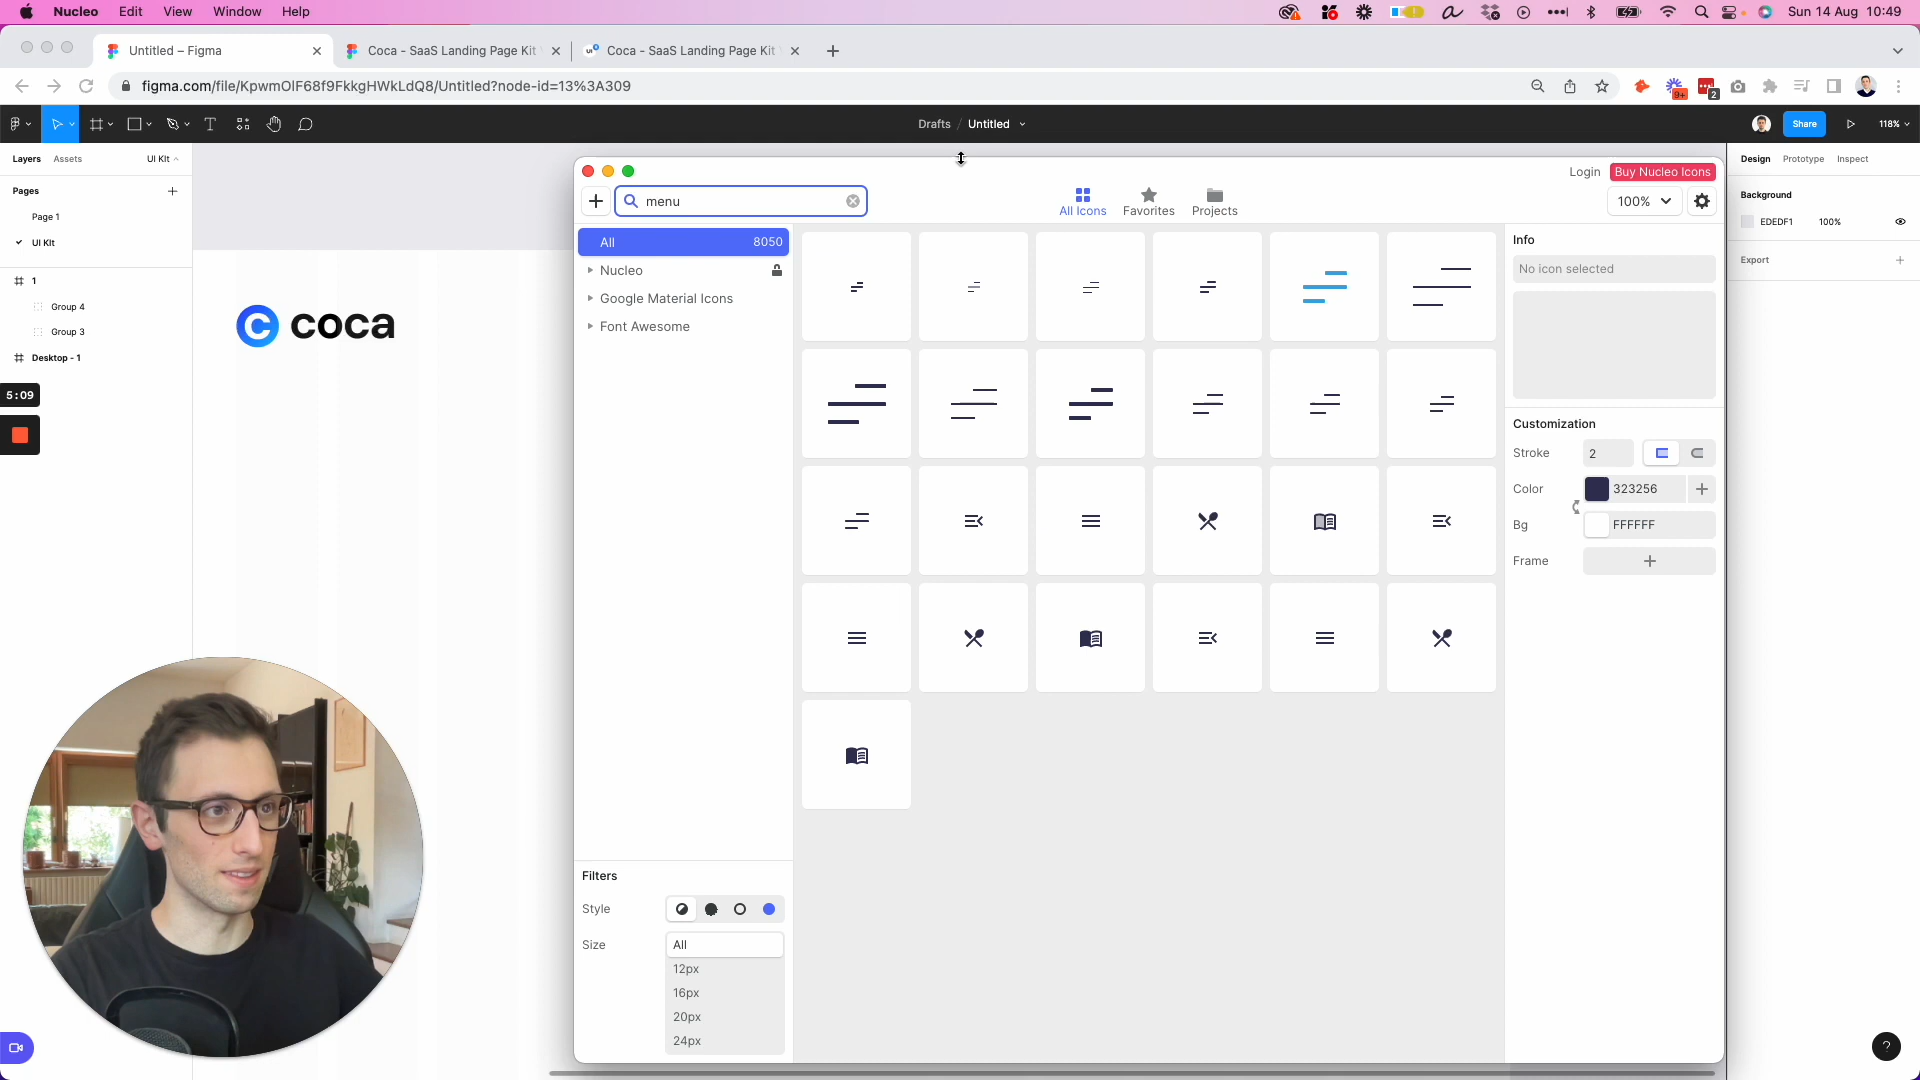 Nucleo Edit View Window Help Sun 14 Aug 10:49
Untitled – Figma Coca - SaaS Landing Page Kit Coca - SaaS Landing Page Kit
figma.com/file/KpwmOlF68f9FkkgHWkLdQ8/Untitled?node-id=13%3A309 9+ 2
Drafts / Untitled Share 118%
Layers Assets UI Kit
Design Prototype Inspect
Pages
Page 1
UI Kit
1
Group 4
Group 3
Desktop - 1
5:09
coca
Login Buy Nucleo Icons
menu
All Icons Favorites Projects
100%
All 8050
Nucleo
Google Material Icons
Font Awesome
Filters
Style
Size All
12px
16px
20px
24px
Info
No icon selected
Customization
Stroke 2
Color 323256
Bg FFFFFF
Frame
Background
EDEDF1 100%
Export
?